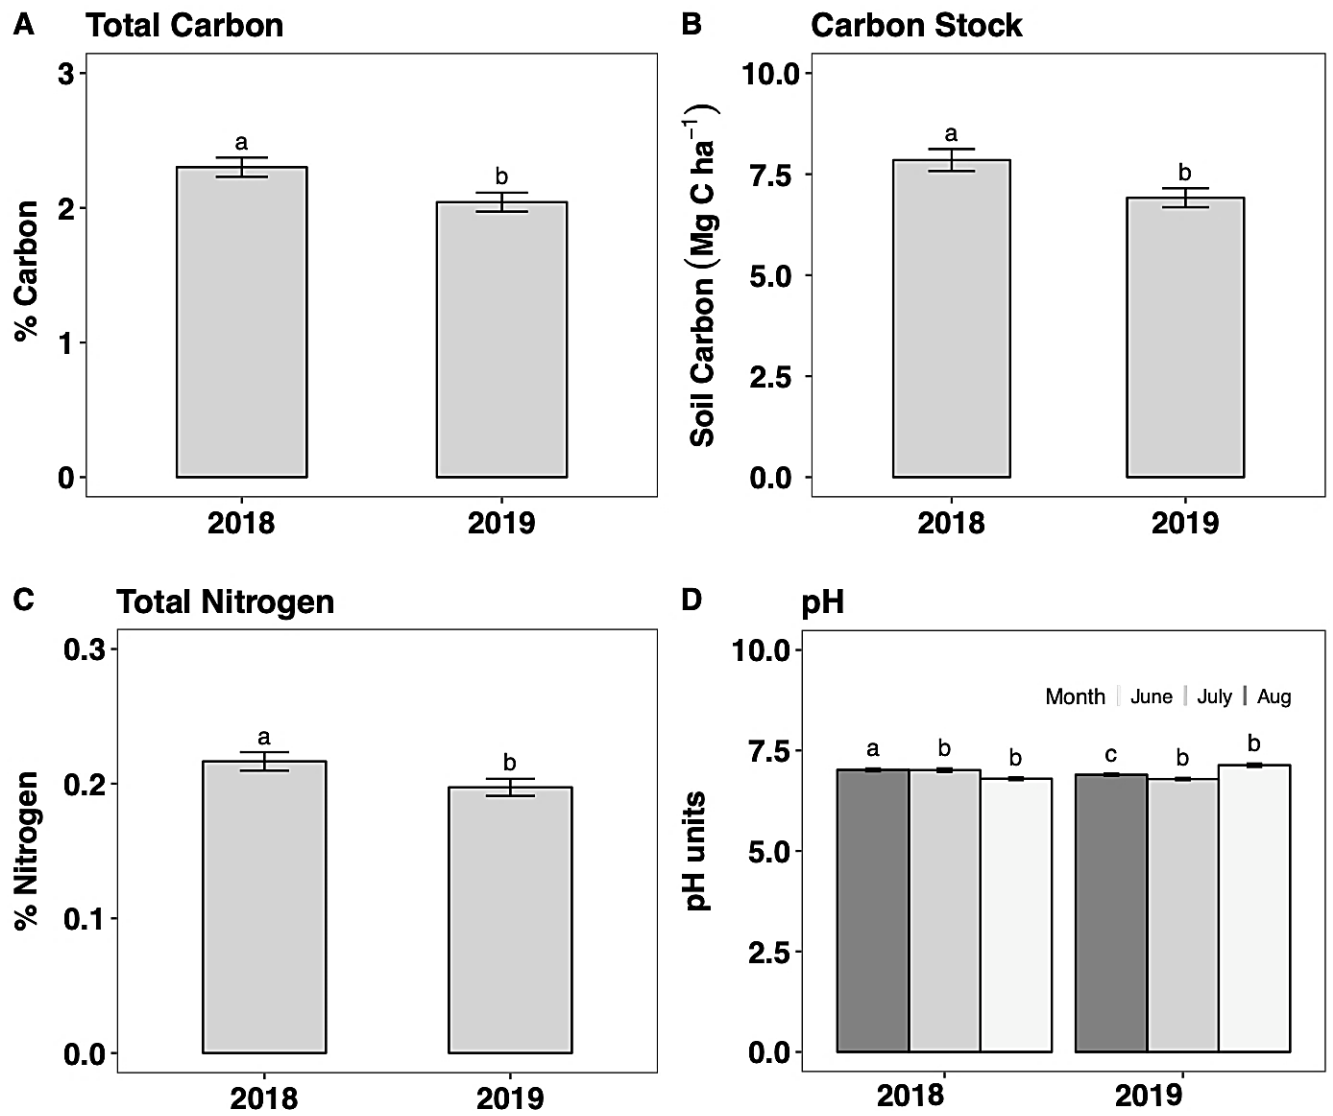 A Total Carbon
3
2
1
0
% Carbon
a
b
2018 2019
B Carbon Stock
10.0
7.5
5.0
2.5
0.0
Soil Carbon (Mg C ha⁻¹)
a
b
2018 2019
C Total Nitrogen
0.3
0.2
0.1
0.0
% Nitrogen
a
b
2018 2019
D pH
10.0
7.5
5.0
2.5
0.0
pH units
Month June July Aug
a b b c b b
2018 2019